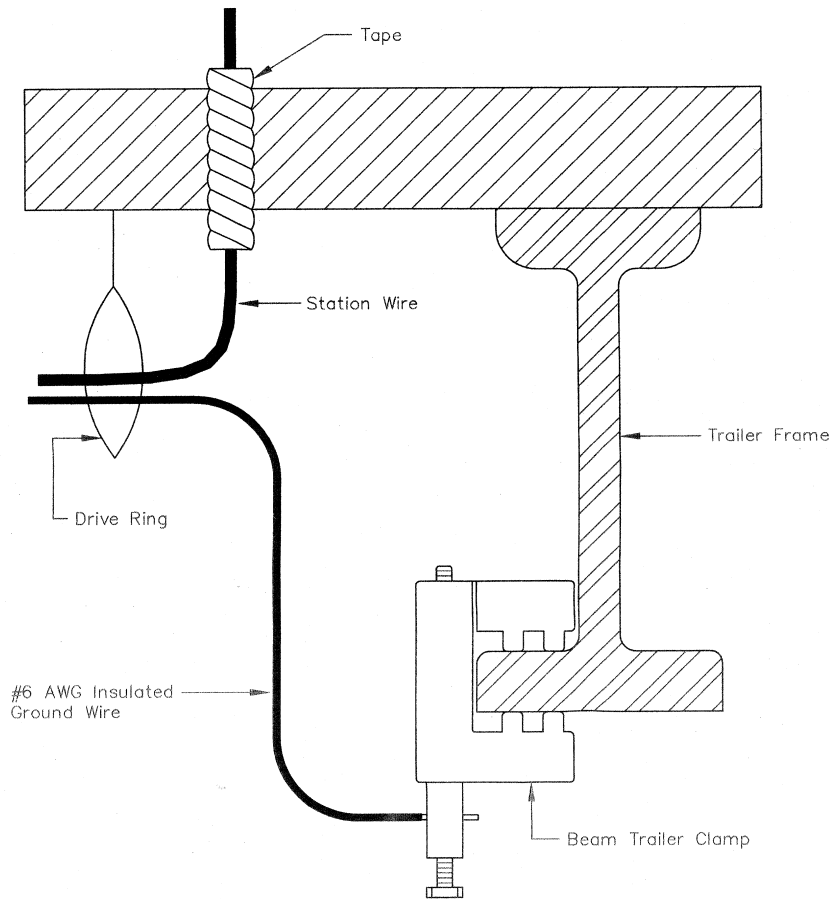 Tape
Station Wire
Trailer Frame
Drive Ring
#6 AWG Insulated
Ground Wire
Beam Trailer Clamp